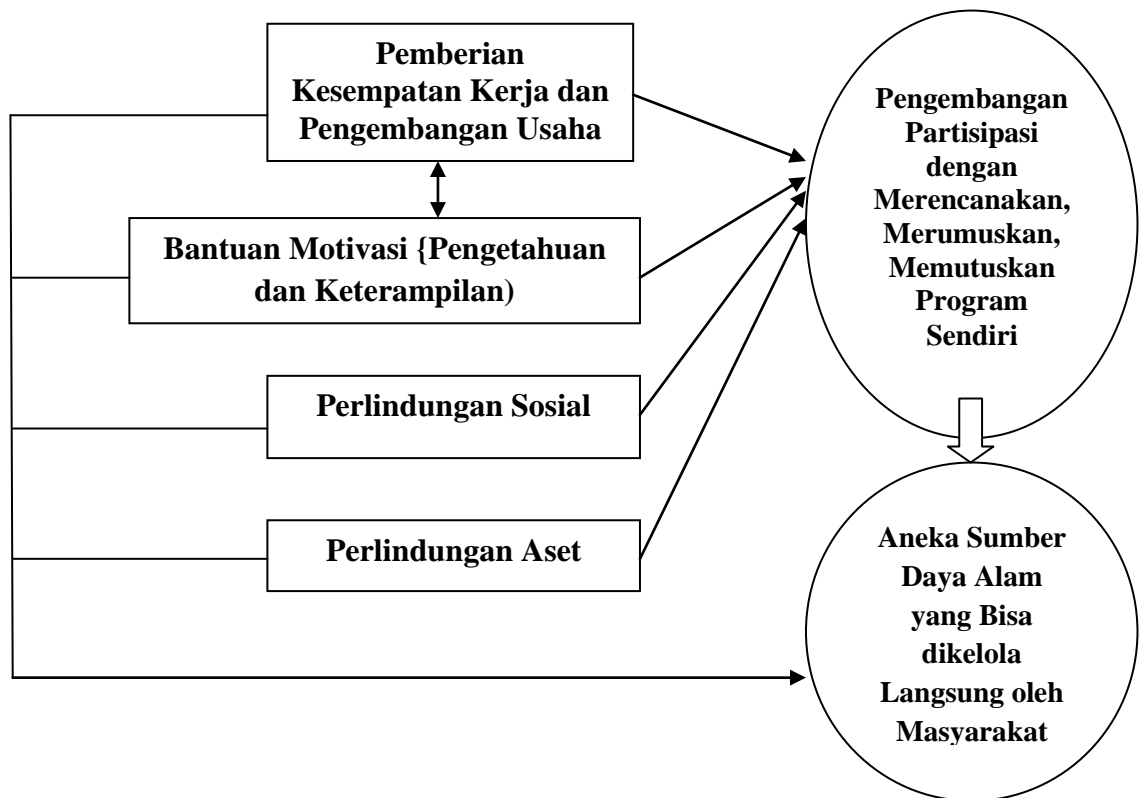 Pemberian
Kesempatan Kerja dan
Pengembangan Usaha
Bantuan Motivasi {Pengetahuan
dan Keterampilan)
Perlindungan Sosial
Perlindungan Aset
Pengembangan
Partisipasi
dengan
Merencanakan,
Merumuskan,
Memutuskan
Program
Sendiri
Aneka Sumber
Daya Alam
yang Bisa
dikelola
Langsung oleh
Masyarakat